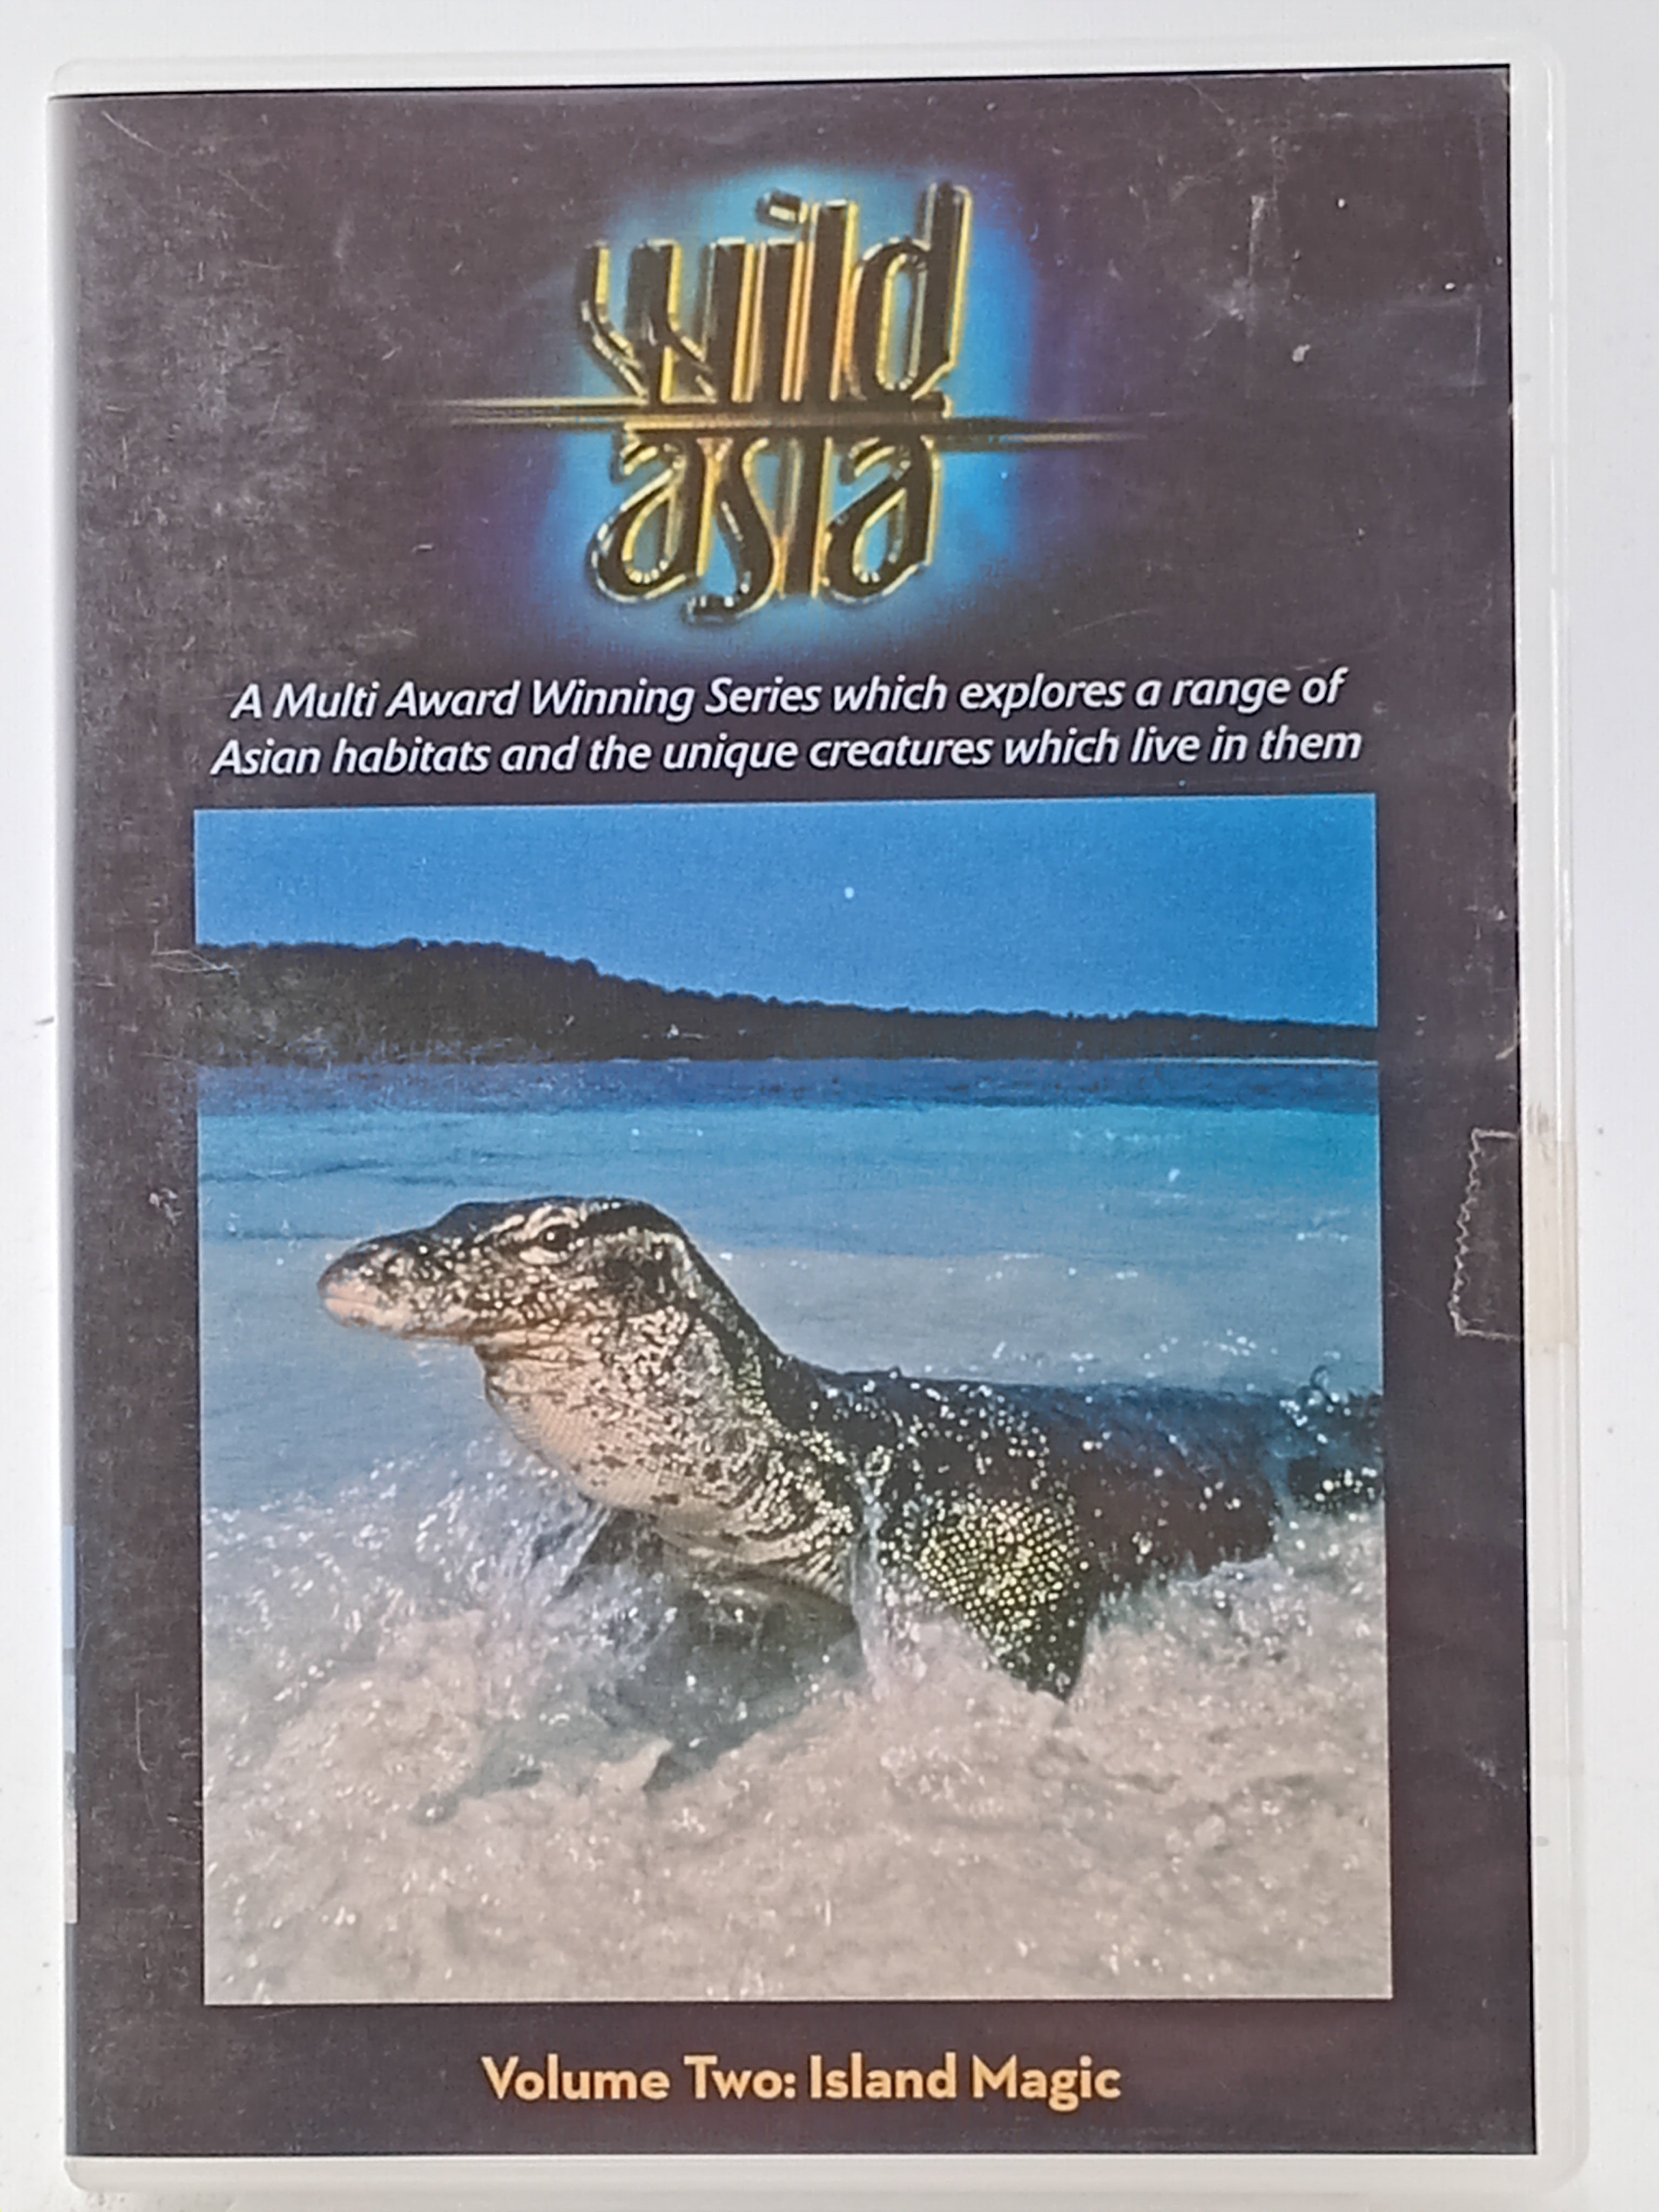 wild
asia
A Multi Award Winning Series which explores a range of
Asian habitats and the unique creatures which live in them
Volume Two: Island Magic